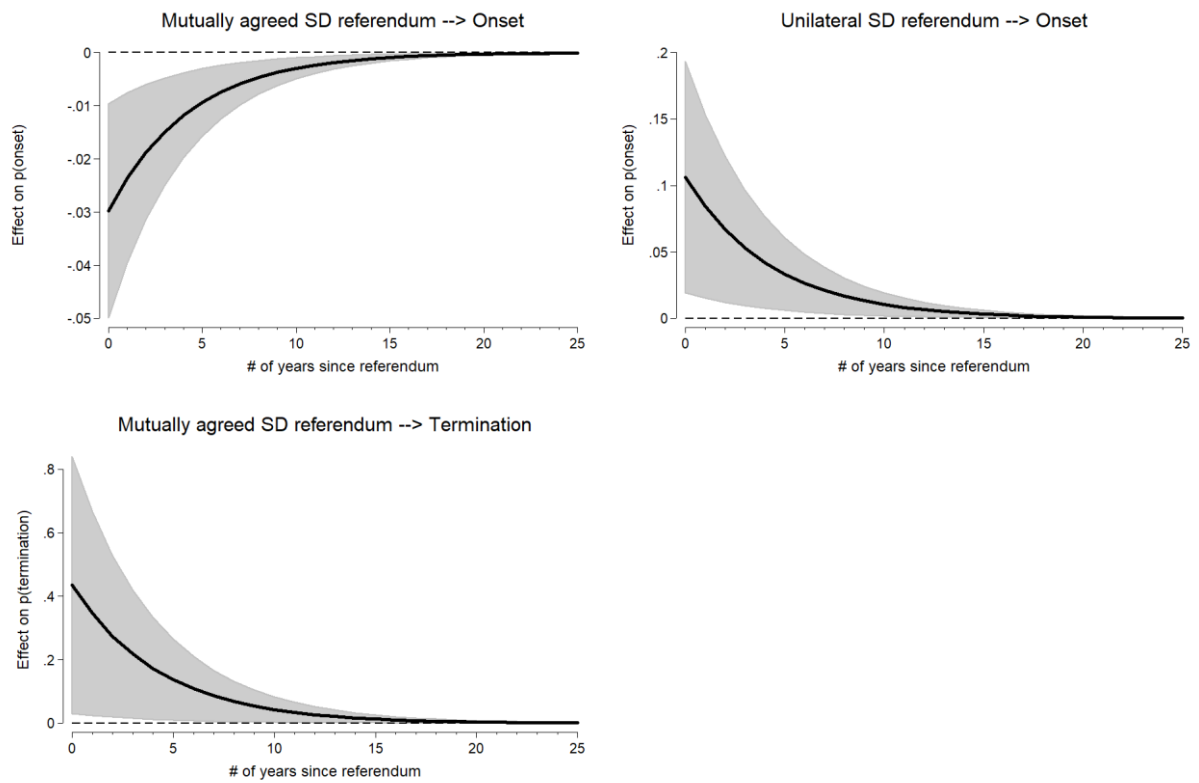 Mutually agreed SD referendum --> Onset
0
-.01
-.02
-.03
-.04
-.05
Effect on p(onset)
0 5 10 15 20 25
# of years since referendum
Unilateral SD referendum --> Onset
.2
.15
.1
.05
0
Effect on p(onset)
0 5 10 15 20 25
# of years since referendum
Mutually agreed SD referendum --> Termination
.8
.6
.4
.2
0
Effect on p(termination)
0 5 10 15 20 25
# of years since referendum